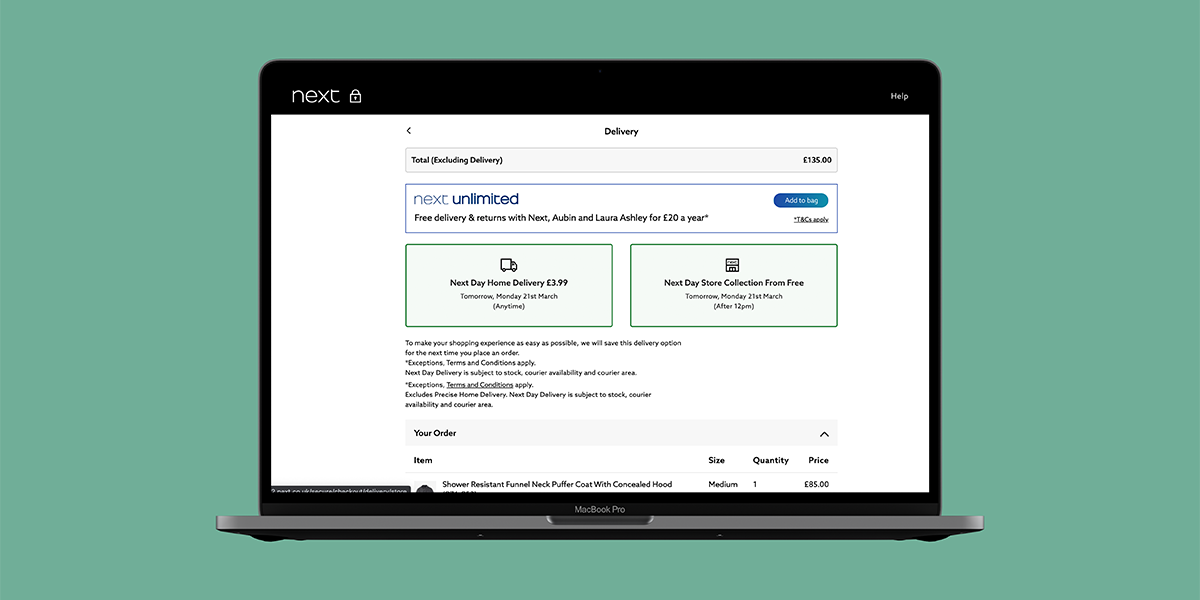 next
Help
Delivery
Total (Excluding Delivery) £135.00
next unlimited
Add to bag
Free delivery & returns with Next, Aubin and Laura Ashley for £20 a year*
*T&Cs apply
Next Day Home Delivery £3.99
Tomorrow, Monday 21st March
(Anytime)
next
Next Day Store Collection From Free
Tomorrow, Monday 21st March
(After 12pm)
To make your shopping experience as easy as possible, we will save this delivery option
for the next time you place an order.
*Exceptions, Terms and Conditions apply.
Next Day Delivery is subject to stock, courier availability and courier area.
*Exceptions, Terms and Conditions apply.
Excludes Precise Home Delivery. Next Day Delivery is subject to stock, courier
availability and courier area.
Your Order
Item Size Quantity Price
Shower Resistant Funnel Neck Puffer Coat With Concealed Hood Medium 1 £85.00
2.next.co.uk/secure/checkout/delivery/store
MacBook Pro